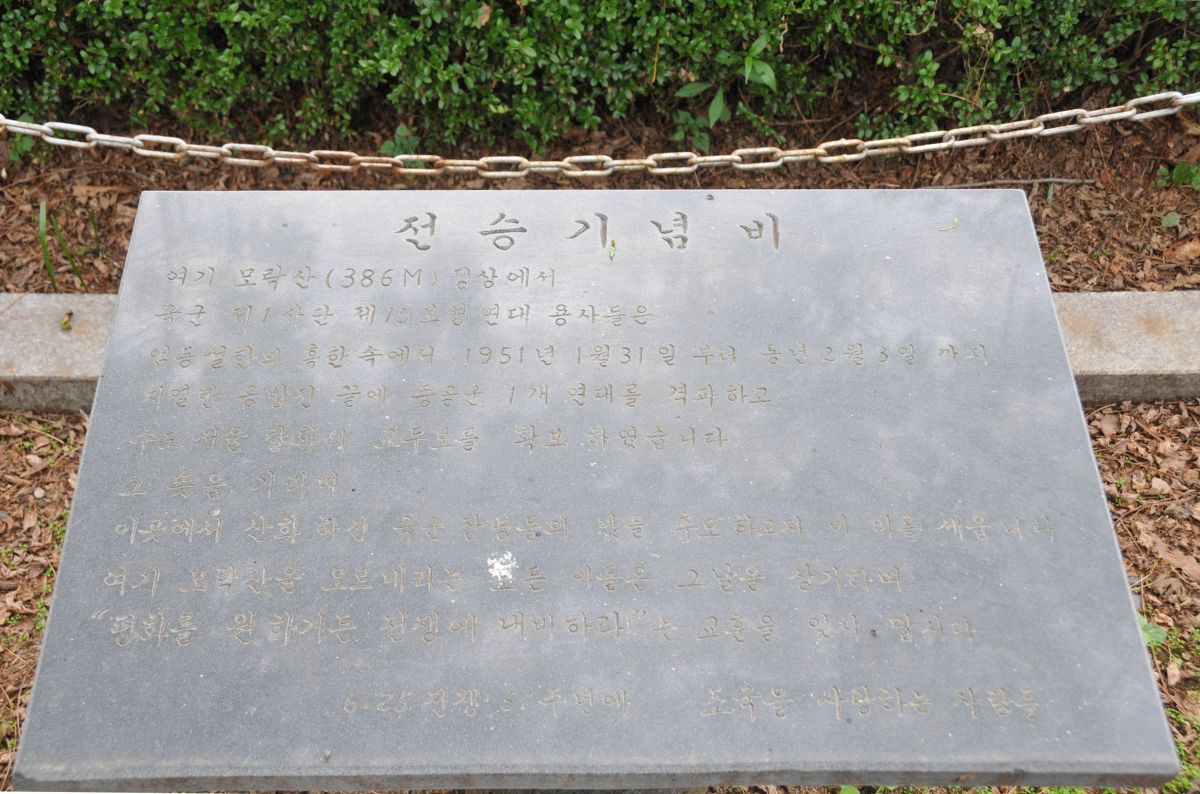 전승기념비
여기 모락산(386M) 정상에서
육군 제1사단 제15보병연대 용사들은
엄동설한의 혹한속에서 1951년 1월31일 부터 동년 2월 3일 까지
치열한 공방전 끝에 중공군 1개 연대를 격파하고
수도 서울 탈환의 교두보를 확보 하였습니다
그 뜻을 기리며
이곳에서 산화 하신 국군 장병들의 넋을 추모하고자 이 비를 세웁니다
여기 모락산을 오르내리는 모든 이들은 그날을 상기하며
“평화를 원하거든 전쟁에 대비하라”는 교훈을 잊지 맙시다
6.25전쟁 51주년에 조국을 사랑하는 사람들